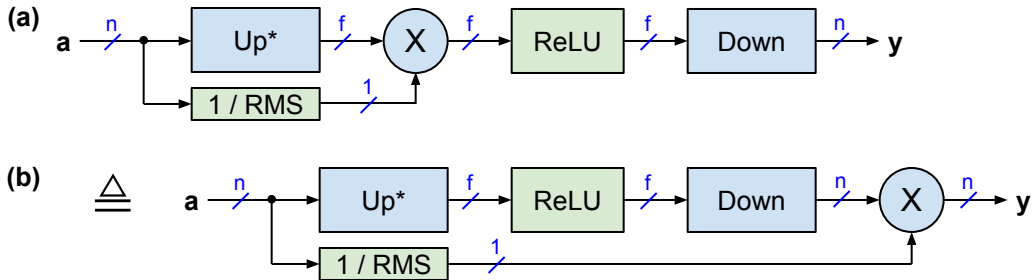 (a)
a n Up* f X f ReLU f Down n y
1 / RMS 1
(b)
≜ a n Up* f ReLU f Down n X n y
1 / RMS 1